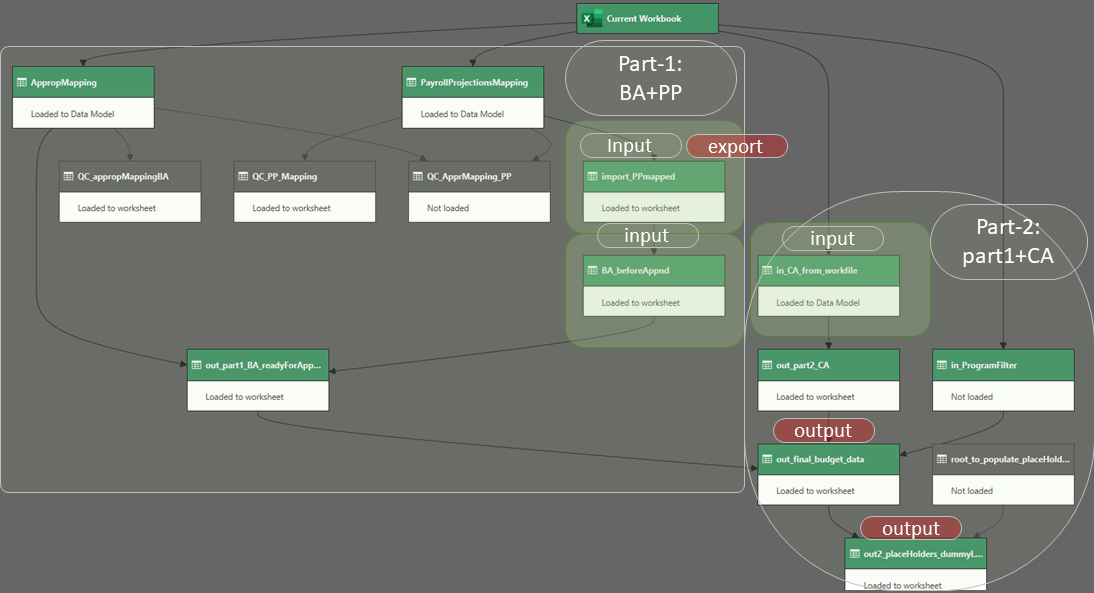 Current Workbook
Part-1:
BA+PP
AppropMapping
Loaded to Data Model
PayrollProjectionsMapping
Loaded to Data Model
Input
export
QC_appropMappingBA
Loaded to worksheet
QC_PP_Mapping
Loaded to worksheet
QC_ApprMapping_PP
Not loaded
import_PPmapped
Loaded to worksheet
input
BA_beforeAppnd
Loaded to worksheet
input
in_CA_from_workfile
Loaded to Data Model
Part-2:
part1+CA
out_part1_BA_readyForApp...
Loaded to worksheet
out_part2_CA
Loaded to worksheet
in_ProgramFilter
Not loaded
output
out_final_budget_data
Loaded to worksheet
root_to_populate_placeHold...
Not loaded
output
out2_placeHolders_dummyL...
Loaded to worksheet